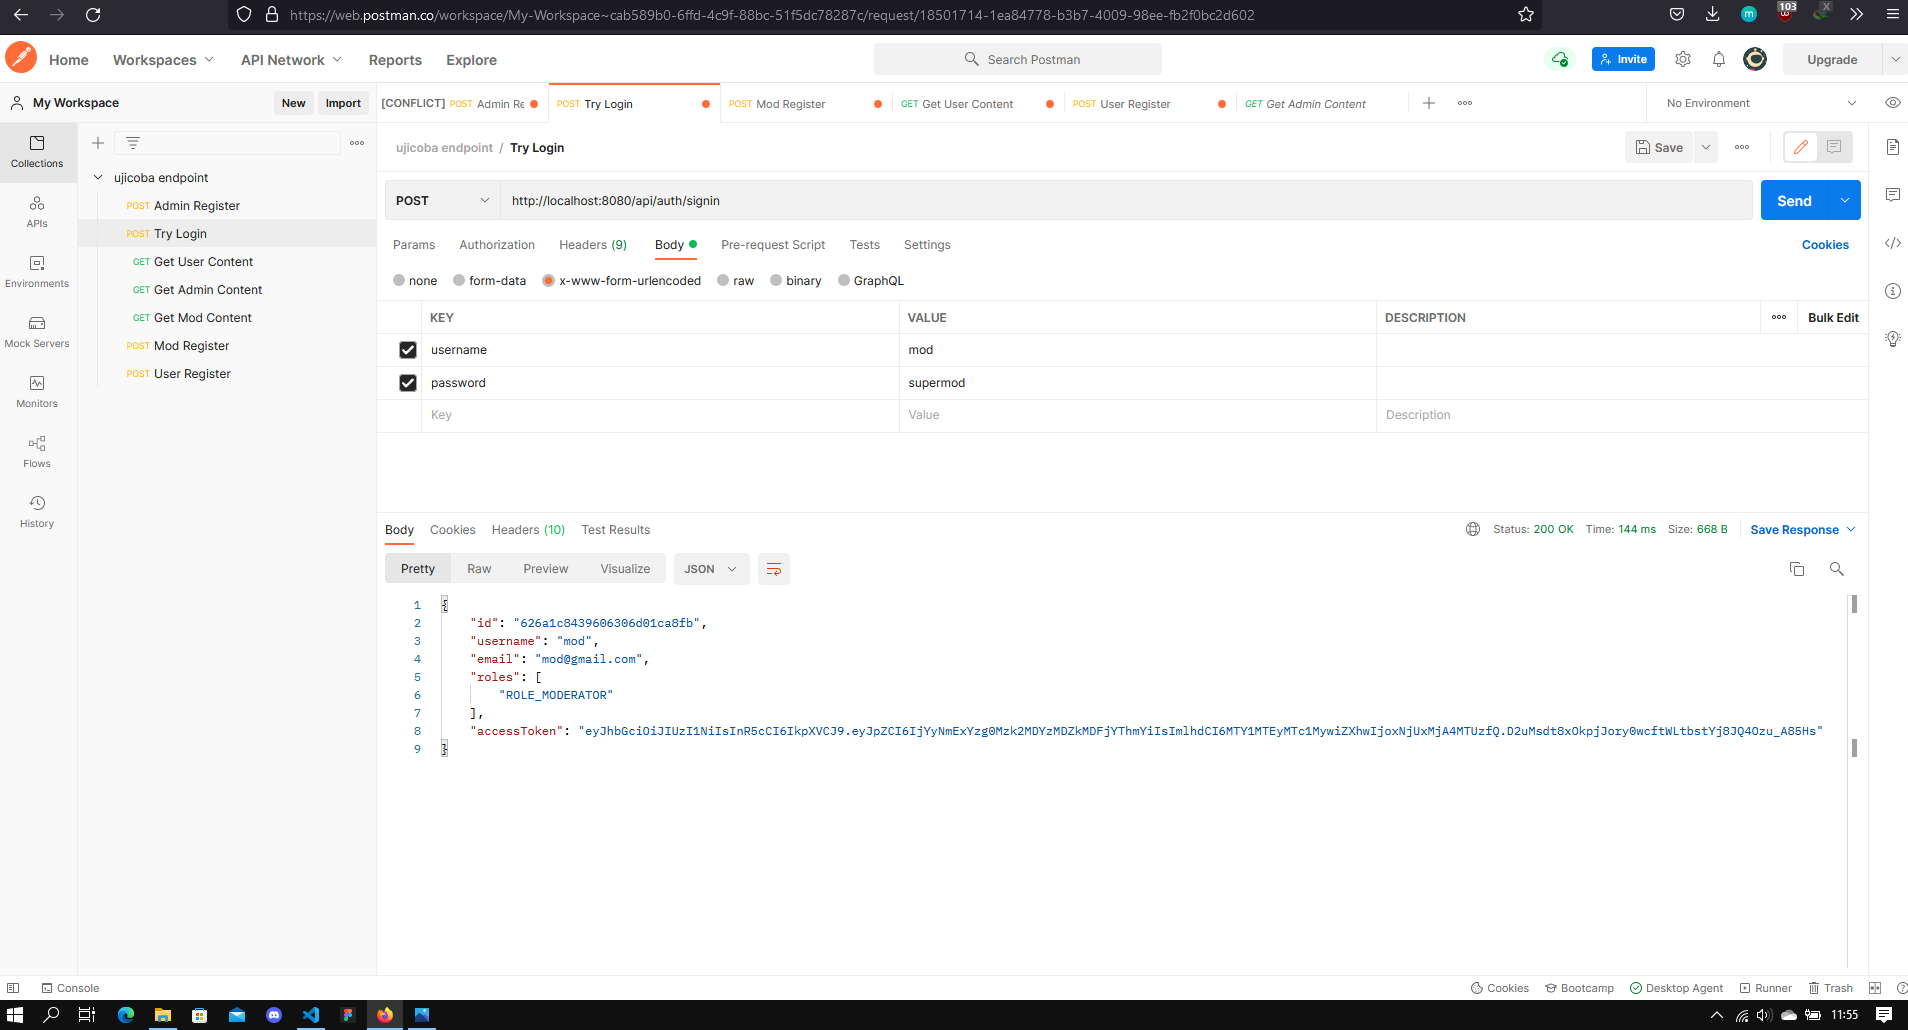 https://web.postman.co/workspace/My-Workspace~cab589b0-6ffd-4c9f-88bc-51f5dc78287c/request/18501714-1ea84778-b3b7-4009-98ee-fb2f0bc2d602
m
103
X
Home Workspaces API Network Reports Explore
Search Postman
Invite
Upgrade
My Workspace
New Import
[CONFLICT] POST Admin Re
POST Try Login
POST Mod Register
GET Get User Content
POST User Register
GET Get Admin Content
No Environment
Collections
APIs
Environments
Mock Servers
Monitors
Flows
History
ujicoba endpoint
POST Admin Register
POST Try Login
GET Get User Content
GET Get Admin Content
GET Get Mod Content
POST Mod Register
POST User Register
ujicoba endpoint / Try Login
Save
POST http://localhost:8080/api/auth/signin
Send
Params Authorization Headers (9) Body Pre-request Script Tests Settings
Cookies
none form-data x-www-form-urlencoded raw binary GraphQL
KEY VALUE DESCRIPTION Bulk Edit
username mod
password supermod
Key Value Description
Body Cookies Headers (10) Test Results
Status: 200 OK Time: 144 ms Size: 668 B Save Response
Pretty Raw Preview Visualize JSON
1 {
2 "id": "626a1c8439606306d01ca8fb",
3 "username": "mod",
4 "email": "mod@gmail.com",
5 "roles": [
6 "ROLE_MODERATOR"
7 ],
8 "accessToken": "eyJhbGciOiJIUzI1NiIsInR5cCI6IkpXVCJ9.eyJpZCI6IjYyNmExYzg0Mzk2MDYzMDZkMDFjYThmYiIsImlhdCI6MTY1MTEyMTc1MywiZXhwIjoxNjUxMjA4MTUzfQ.D2uMsdt8xOkpjJory0wcftWLtbstYj8JQ4Ozu_A85Hs"
9 }
Console
Cookies Bootcamp Desktop Agent Runner Trash
11:55